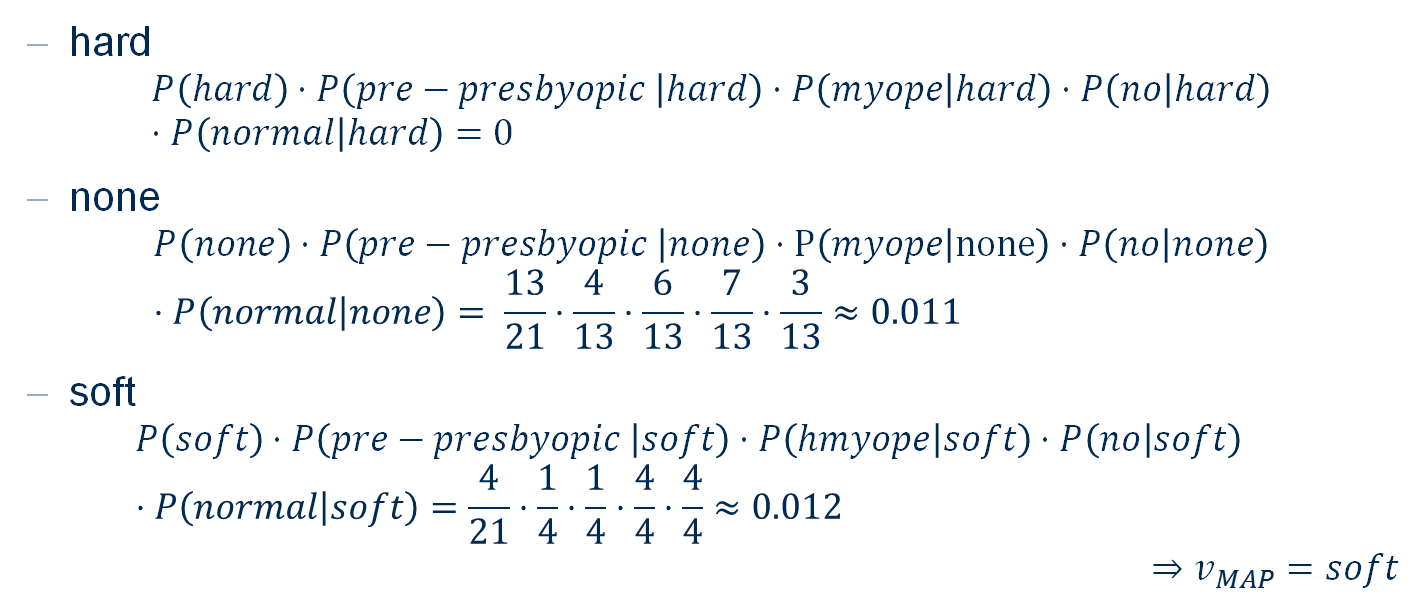 – hard
P(hard) · P(pre − presbyopic |hard) · P(myope|hard) · P(no|hard)
· P(normal|hard) = 0
– none
P(none) · P(pre − presbyopic |none) · P(myope|none) · P(no|none)
· P(normal|none) = 13/21 · 4/13 · 6/13 · 7/13 · 3/13 ≈ 0.011
– soft
P(soft) · P(pre − presbyopic |soft) · P(hmyope|soft) · P(no|soft)
· P(normal|soft) = 4/21 · 1/4 · 1/4 · 4/4 · 4/4 ≈ 0.012
⇒ v_MAP = soft